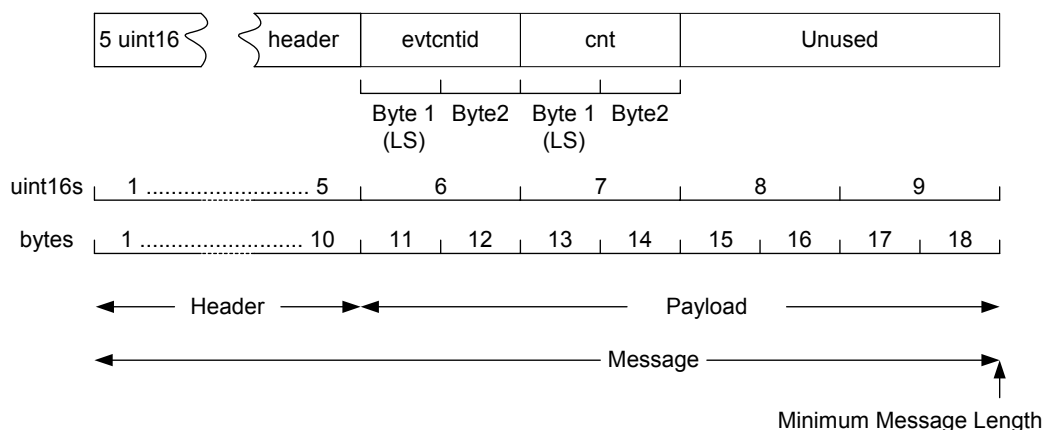 5 uint16 header evtcntid cnt Unused
Byte 1 Byte2 Byte 1 Byte2
(LS) (LS)
uint16s 1 .......................... 5 6 7 8 9
bytes 1 .......................... 10 11 12 13 14 15 16 17 18
Header Payload
Message
Minimum Message Length